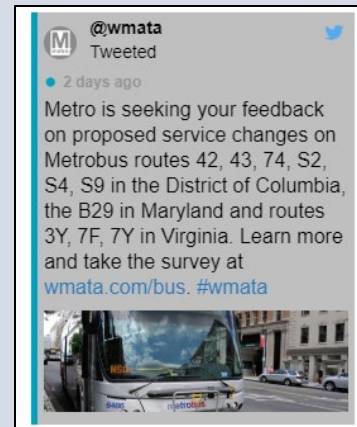 @wmata
M
Tweeted
2 days ago
Metro is seeking your feedback
on proposed service changes on
Metrobus routes 42, 43, 74, S2,
S4, S9 in the District of Columbia,
the B29 in Maryland and routes
3Y, 7F, 7Y in Virginia. Learn more
and take the survey at
wmata.com/bus. #wmata
metrobus